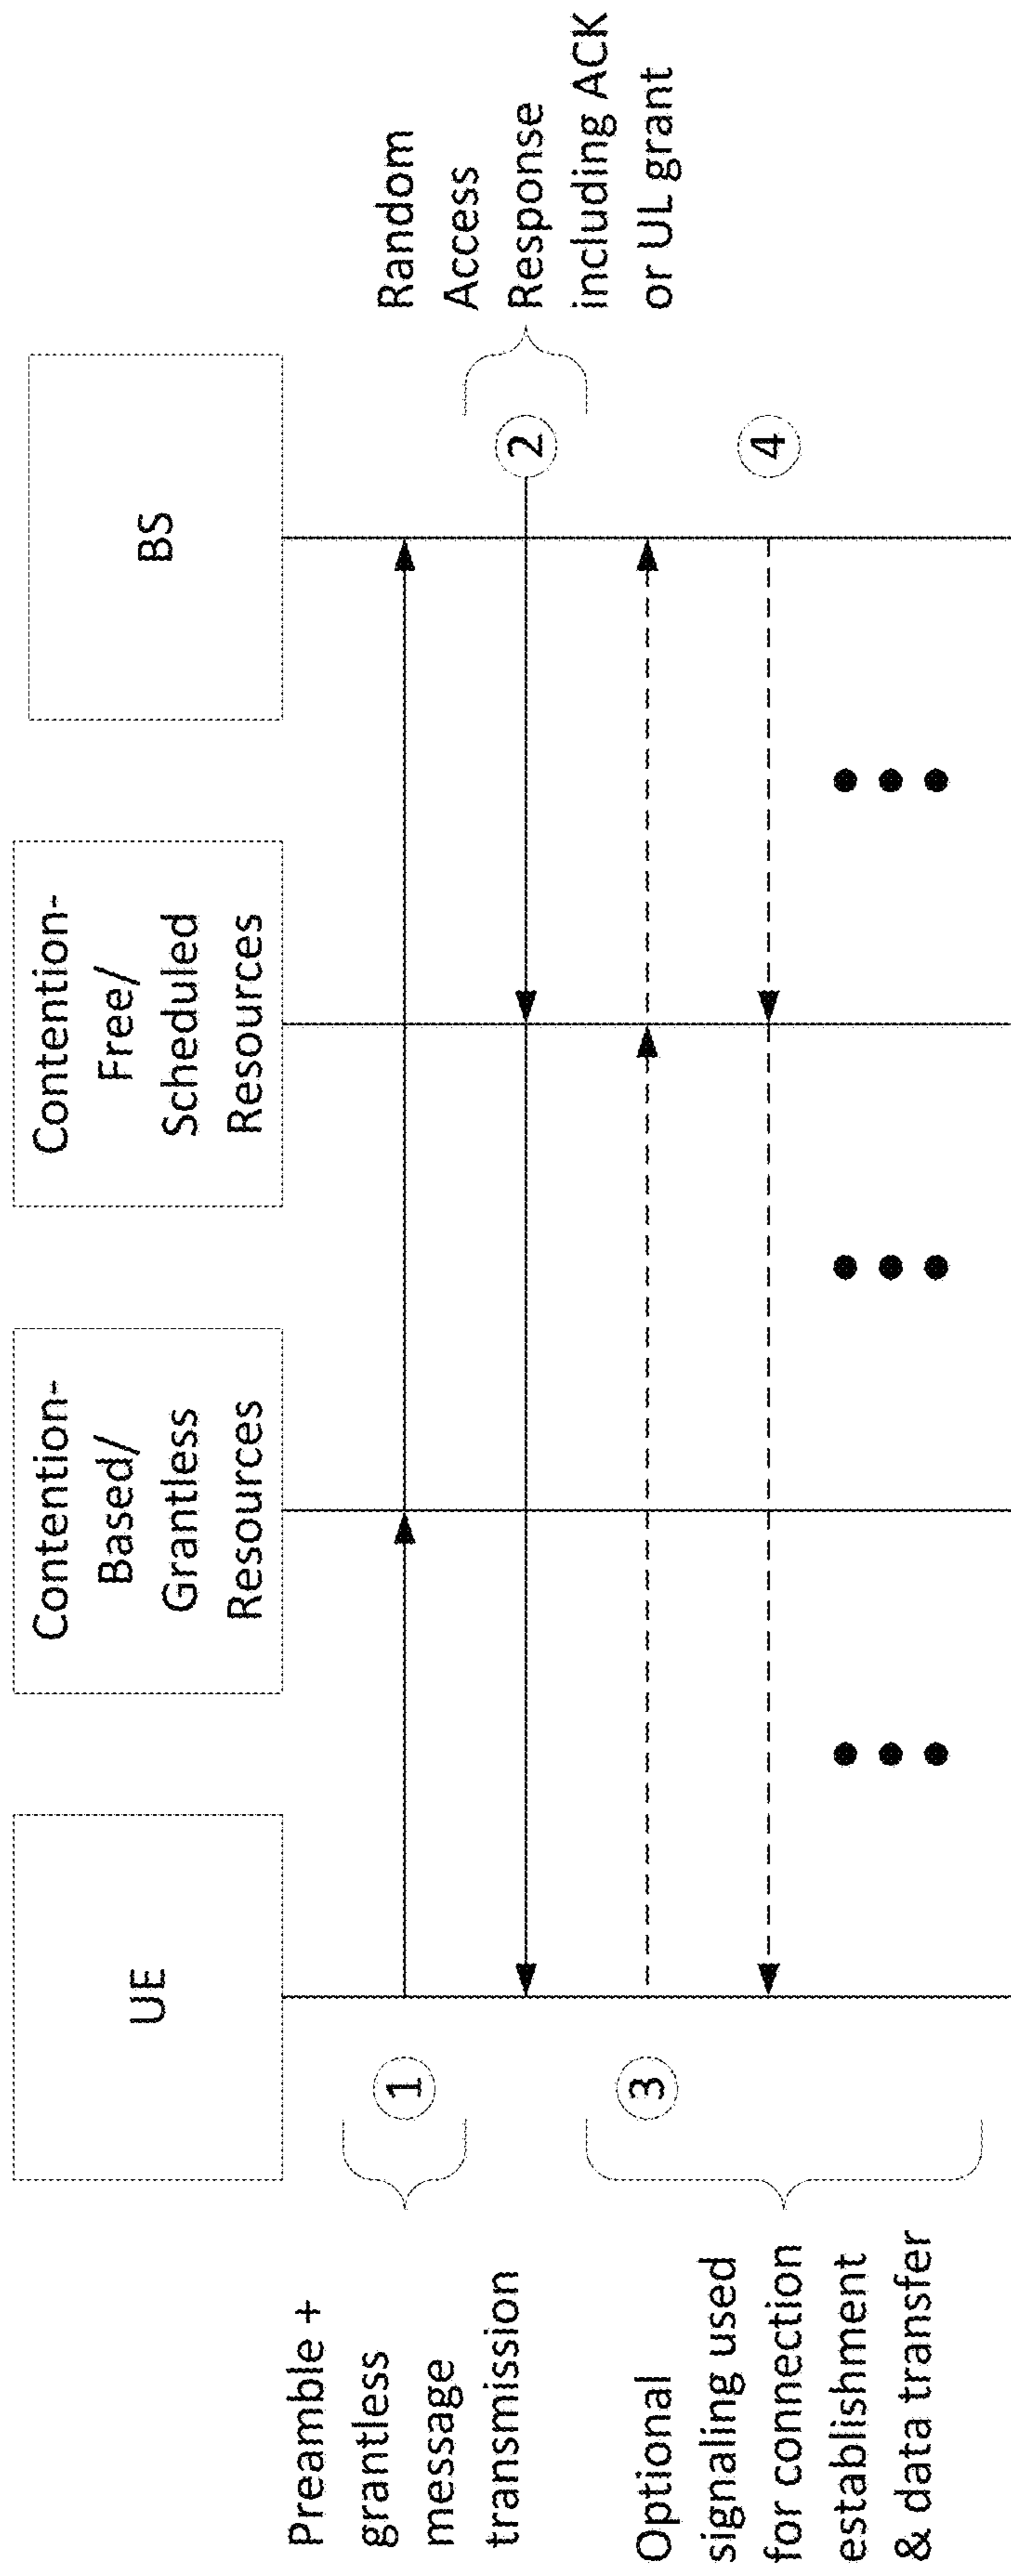 UE
Contention-
Based/
Grantless
Resources
Contention-
Free/
Scheduled
Resources
BS
Preamble +
grantless
message
transmission
1
2
Random
Access
Response
including ACK
or UL grant
Optional
signaling used
for connection
establishment
& data transfer
3
4